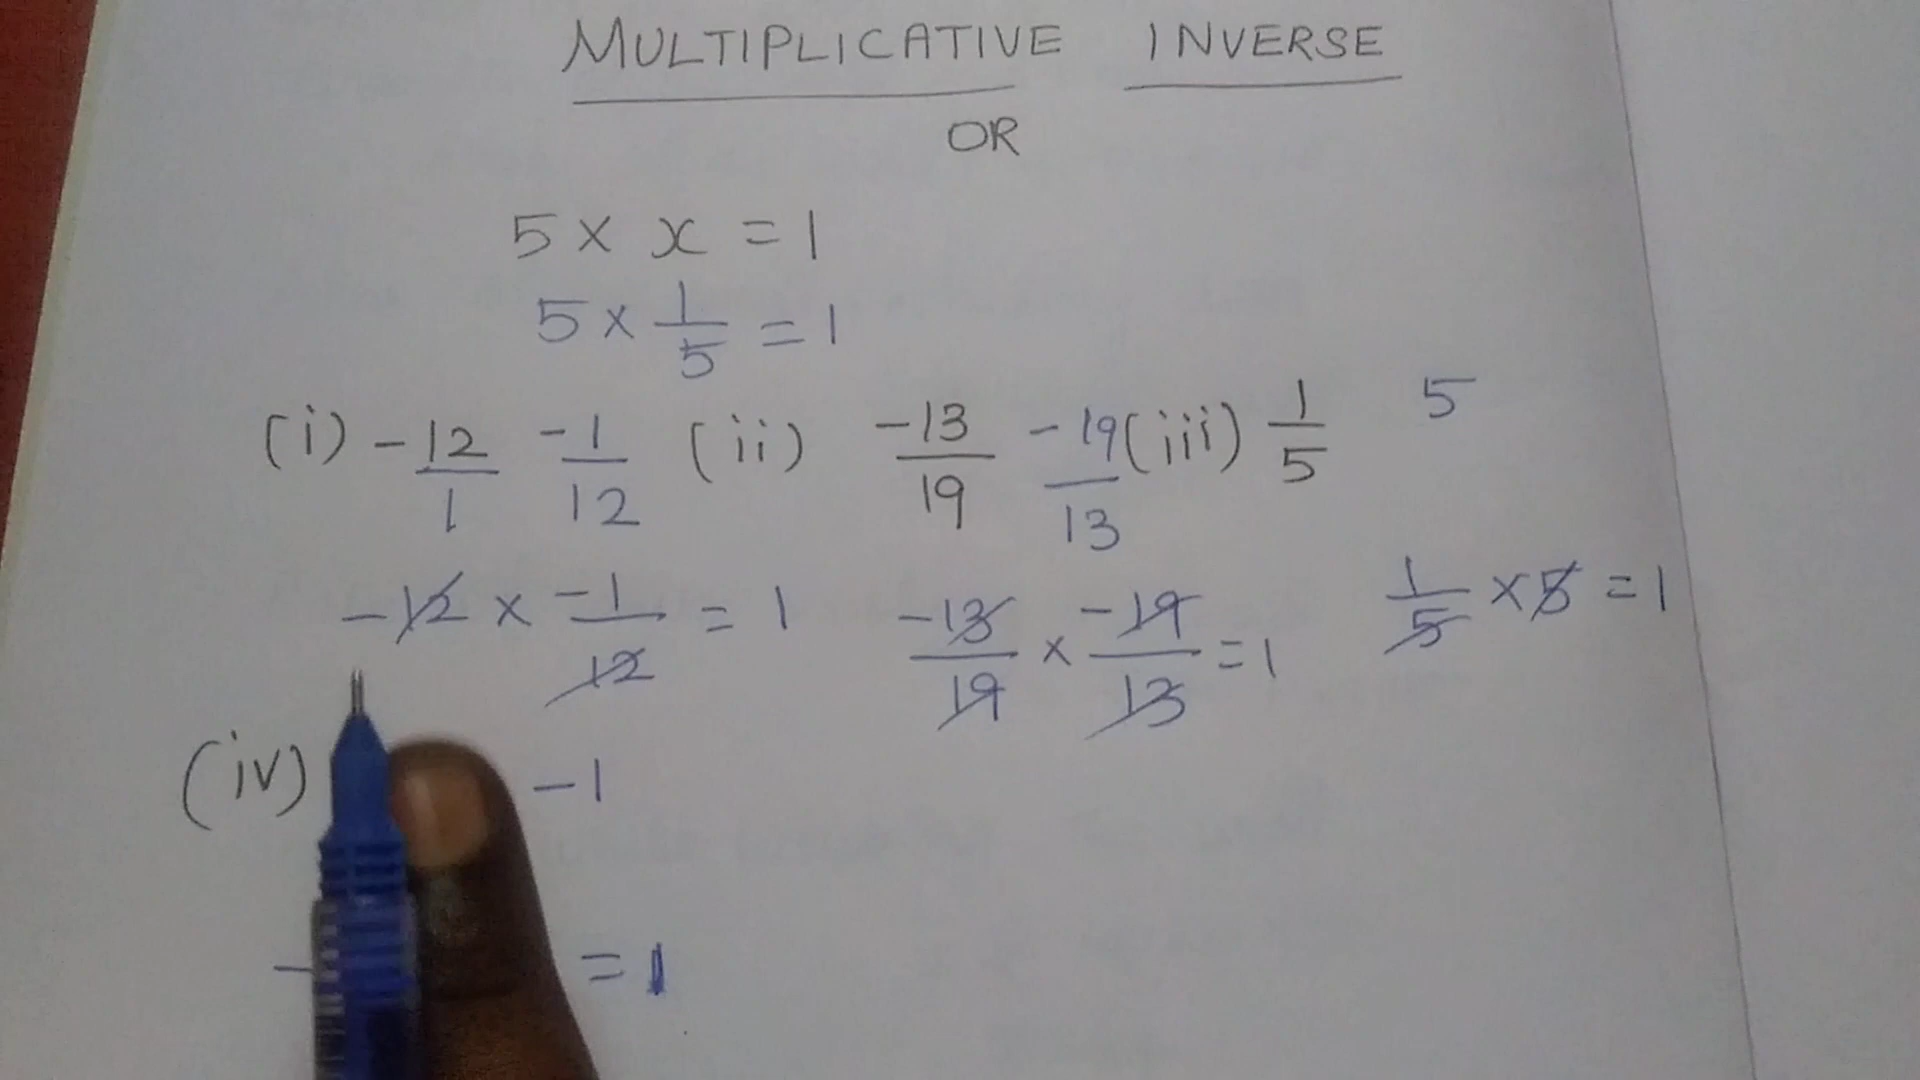 MULTIPLICATIVE INVERSE
OR
5 × x = 1
5 × 1/5 = 1
(i) -12/1 -1/12 (ii) -13/19 -19/13 (iii) 1/5 5
-12 × -1/12 = 1 -13/19 × -19/13 = 1 1/5 × 5 = 1
(iv) -1
- = 1